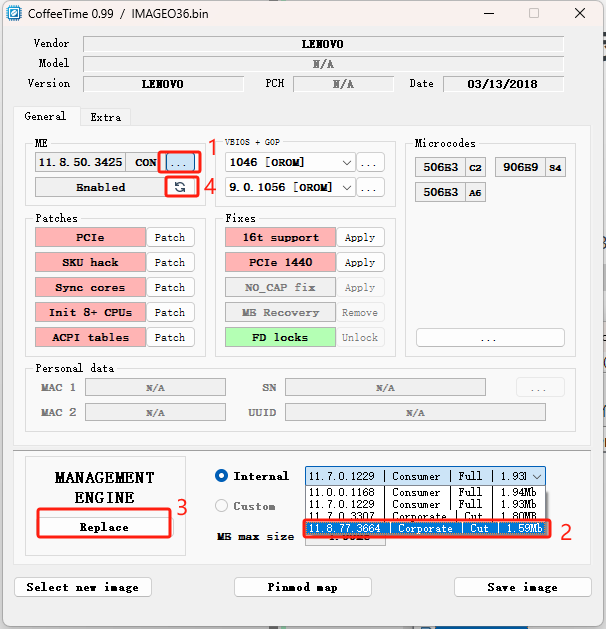 CoffeeTime 0.99 / IMAGEO36.bin
Vendor LENOVO
Model N/A
Version LENOVO PCH N/A Date 03/13/2018
General Extra
ME VBIOS + GOP Microcodes
1
11.8.50.3425 CON ... 1046 [OROM] ... 506E3 C2 906E9 S4
4
Enabled 9.0.1056 [OROM] ... 506E3 A6
Patches Fixes
PCIe Patch 16t support Apply
SKU hack Patch PCIe 1440 Apply
Sync cores Patch NO_CAP fix Apply
Init 8+ CPUs Patch ME Recovery Remove
ACPI tables Patch FD locks Unlock ...
Personal data
MAC 1 N/A SN N/A ...
MAC 2 N/A UUID N/A
MANAGEMENT ENGINE
3
Replace
Internal 11.7.0.1229 | Consumer | Full | 1.93
11.0.0.1168 | Consumer | Full | 1.94Mb
Custom 11.7.0.1229 | Consumer | Full | 1.93Mb
11.7.0.3307 | Corporate | Cut | 1.80Mb
11.8.77.3664 | Corporate | Cut | 1.59Mb 2
ME max size
Select new image Pinmod map Save image